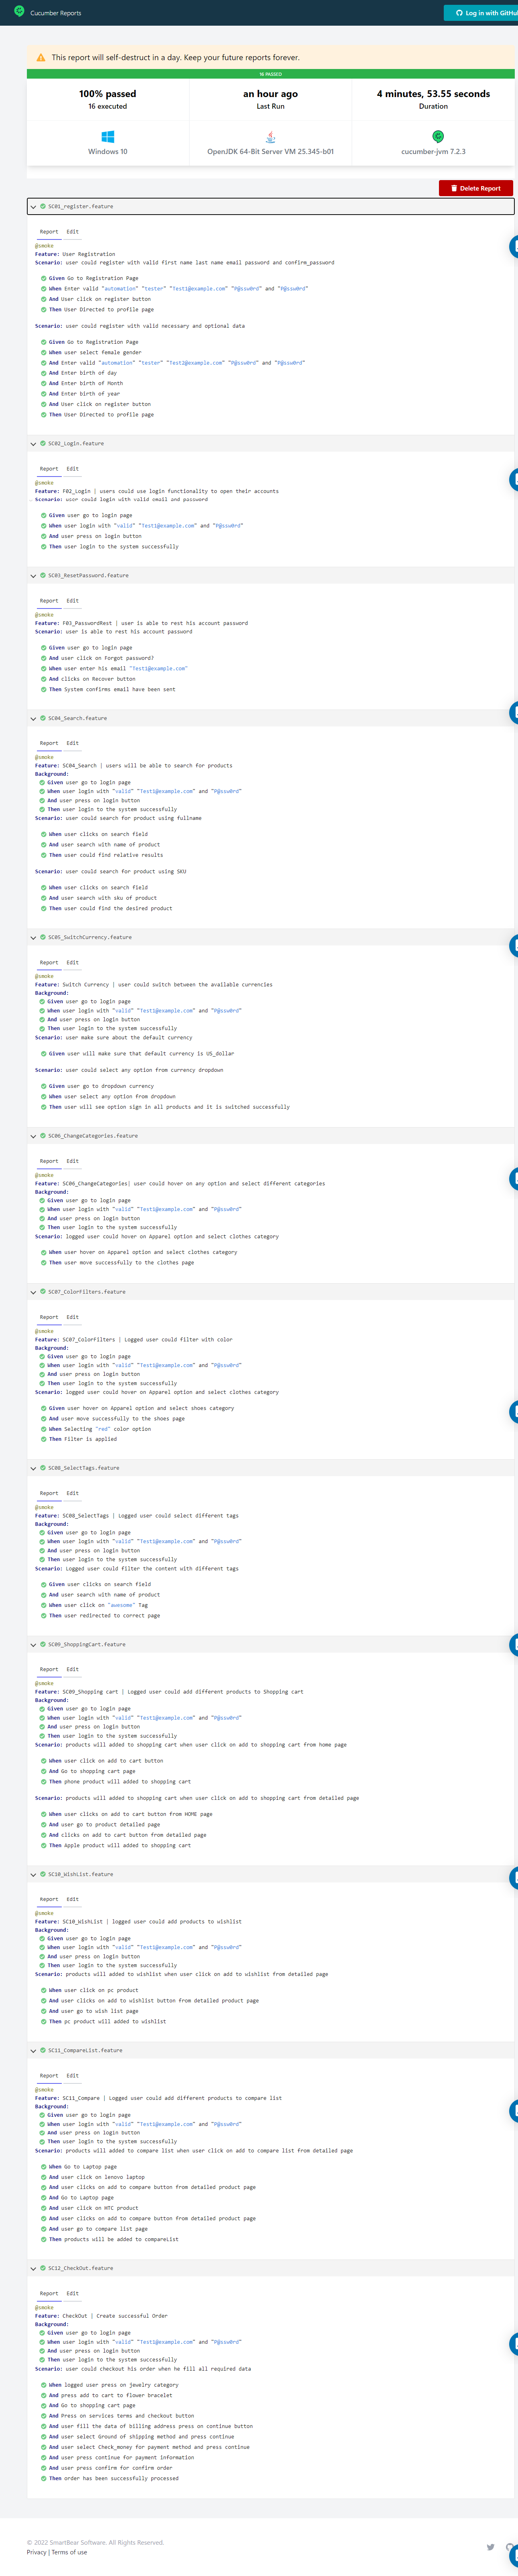 Cucumber Reports
Log in with GitHu
This report will self-destruct in a day. Keep your future reports forever.
16 PASSED
100% passed
16 executed
an hour ago
Last Run
4 minutes, 53.55 seconds
Duration
Windows 10
OpenJDK 64-Bit Server VM 25.345-b01
cucumber-jvm 7.2.3
Delete Report
SC01_register.feature
Report Edit
@smoke
Feature: User Registration
Scenario: user could register with valid first name last name email password and confirm_password
Given Go to Registration Page
When Enter valid "automation" "tester" "Test1@example.com" "P@ssw0rd" and "P@ssw0rd"
And User click on register button
Then User Directed to profile page
Scenario: user could register with valid necessary and optional data
Given Go to Registration Page
When user select female gender
And Enter valid "automation" "tester" "Test2@example.com" "P@ssw0rd" and "P@ssw0rd"
And Enter birth of day
And Enter birth of Month
And Enter birth of year
And User click on register button
Then User Directed to profile page
SC02_Login.feature
Report Edit
@smoke
Feature: F02_Login | users could use login functionality to open their accounts
Scenario: user could login with valid email and password
Given user go to login page
When user login with "valid" "Test1@example.com" and "P@ssw0rd"
And user press on login button
Then user login to the system successfully
SC03_ResetPassword.feature
Report Edit
@smoke
Feature: F03_PasswordRest | user is able to rest his account password
Scenario: user is able to rest his account password
Given user go to login page
And user click on Forgot password?
When user enter his email "Test1@example.com"
And clicks on Recover button
Then System confirms email have been sent
SC04_Search.feature
Report Edit
@smoke
Feature: SC04_Search | users will be able to search for products
Background:
Given user go to login page
When user login with "valid" "Test1@example.com" and "P@ssw0rd"
And user press on login button
Then user login to the system successfully
Scenario: user could search for product using fullname
When user clicks on search field
And user search with name of product
Then user could find relative results
Scenario: user could search for product using SKU
When user clicks on search field
And user search with sku of product
Then user could find the desired product
SC05_SwitchCurrency.feature
Report Edit
@smoke
Feature: Switch Currency | user could switch between the available currencies
Background:
Given user go to login page
When user login with "valid" "Test1@example.com" and "P@ssw0rd"
And user press on login button
Then user login to the system successfully
Scenario: user make sure about the default currency
Given user will make sure that default currency is US_dollar
Scenario: user could select any option from currency dropdown
Given user go to dropdown currency
When user select any option from dropdown
Then user will see option sign in all products and it is switched successfully
SC06_ChangeCategories.feature
Report Edit
@smoke
Feature: SC06_ChangeCategories| user could hover on any option and select different categories
Background:
Given user go to login page
When user login with "valid" "Test1@example.com" and "P@ssw0rd"
And user press on login button
Then user login to the system successfully
Scenario: logged user could hover on Apparel option and select clothes category
When user hover on Apparel option and select clothes category
Then user move successfully to the clothes page
SC07_ColorFilters.feature
Report Edit
@smoke
Feature: SC07_ColorFilters | Logged user could filter with color
Background:
Given user go to login page
When user login with "valid" "Test1@example.com" and "P@ssw0rd"
And user press on login button
Then user login to the system successfully
Scenario: logged user could hover on Apparel option and select clothes category
Given user hover on Apparel option and select shoes category
And user move successfully to the shoes page
When Selecting "red" color option
Then Filter is applied
SC08_SelectTags.feature
Report Edit
@smoke
Feature: SC08_SelectTags | Logged user could select different tags
Background:
Given user go to login page
When user login with "valid" "Test1@example.com" and "P@ssw0rd"
And user press on login button
Then user login to the system successfully
Scenario: Logged user could filter the content with different tags
Given user clicks on search field
And user search with name of product
When user click on "awesome" Tag
Then user redirected to correct page
SC09_ShoppingCart.feature
Report Edit
@smoke
Feature: SC09_Shopping cart | Logged user could add different products to Shopping cart
Background:
Given user go to login page
When user login with "valid" "Test1@example.com" and "P@ssw0rd"
And user press on login button
Then user login to the system successfully
Scenario: products will added to shopping cart when user click on add to shopping cart from home page
When user click on add to cart button
And Go to shopping cart page
Then phone product will added to shopping cart
Scenario: products will added to shopping cart when user click on add to shopping cart from detailed page
When user clicks on add to cart button from HOME page
And user go to product detailed page
And clicks on add to cart button from detailed page
Then Apple product will added to shopping cart
SC10_WishList.feature
Report Edit
@smoke
Feature: SC10_WishList | logged user could add products to wishlist
Background:
Given user go to login page
When user login with "valid" "Test1@example.com" and "P@ssw0rd"
And user press on login button
Then user login to the system successfully
Scenario: products will added to wishlist when user click on add to wishlist from detailed page
When user click on pc product
And user clicks on add to wishlist button from detailed product page
And user go to wish list page
Then pc product will added to wishlist
SC11_CompareList.feature
Report Edit
@smoke
Feature: SC11_Compare | Logged user could add different products to compare list
Background:
Given user go to login page
When user login with "valid" "Test1@example.com" and "P@ssw0rd"
And user press on login button
Then user login to the system successfully
Scenario: products will added to compare list when user click on add to compare list from detailed page
When Go to Laptop page
And user click on lenovo laptop
And user clicks on add to compare button from detailed product page
And Go to Laptop page
And user click on HTC product
And user clicks on add to compare button from detailed product page
And user go to compare list page
Then products will be added to compareList
SC12_CheckOut.feature
Report Edit
@smoke
Feature: CheckOut | Create successful Order
Background:
Given user go to login page
When user login with "valid" "Test1@example.com" and "P@ssw0rd"
And user press on login button
Then user login to the system successfully
Scenario: user could checkout his order when he fill all required data
When logged user press on jewelry category
And press add to cart to flower bracelet
And Go to shopping cart page
And Press on services terms and checkout button
And user fill the data of billing address press on continue button
And user select Ground of shipping method and press continue
And user select Check_money for payment method and press continue
And user press continue for payment information
And user press confirm for confirm order
Then order has been successfully processed
© 2022 SmartBear Software. All Rights Reserved.
Privacy | Terms of use